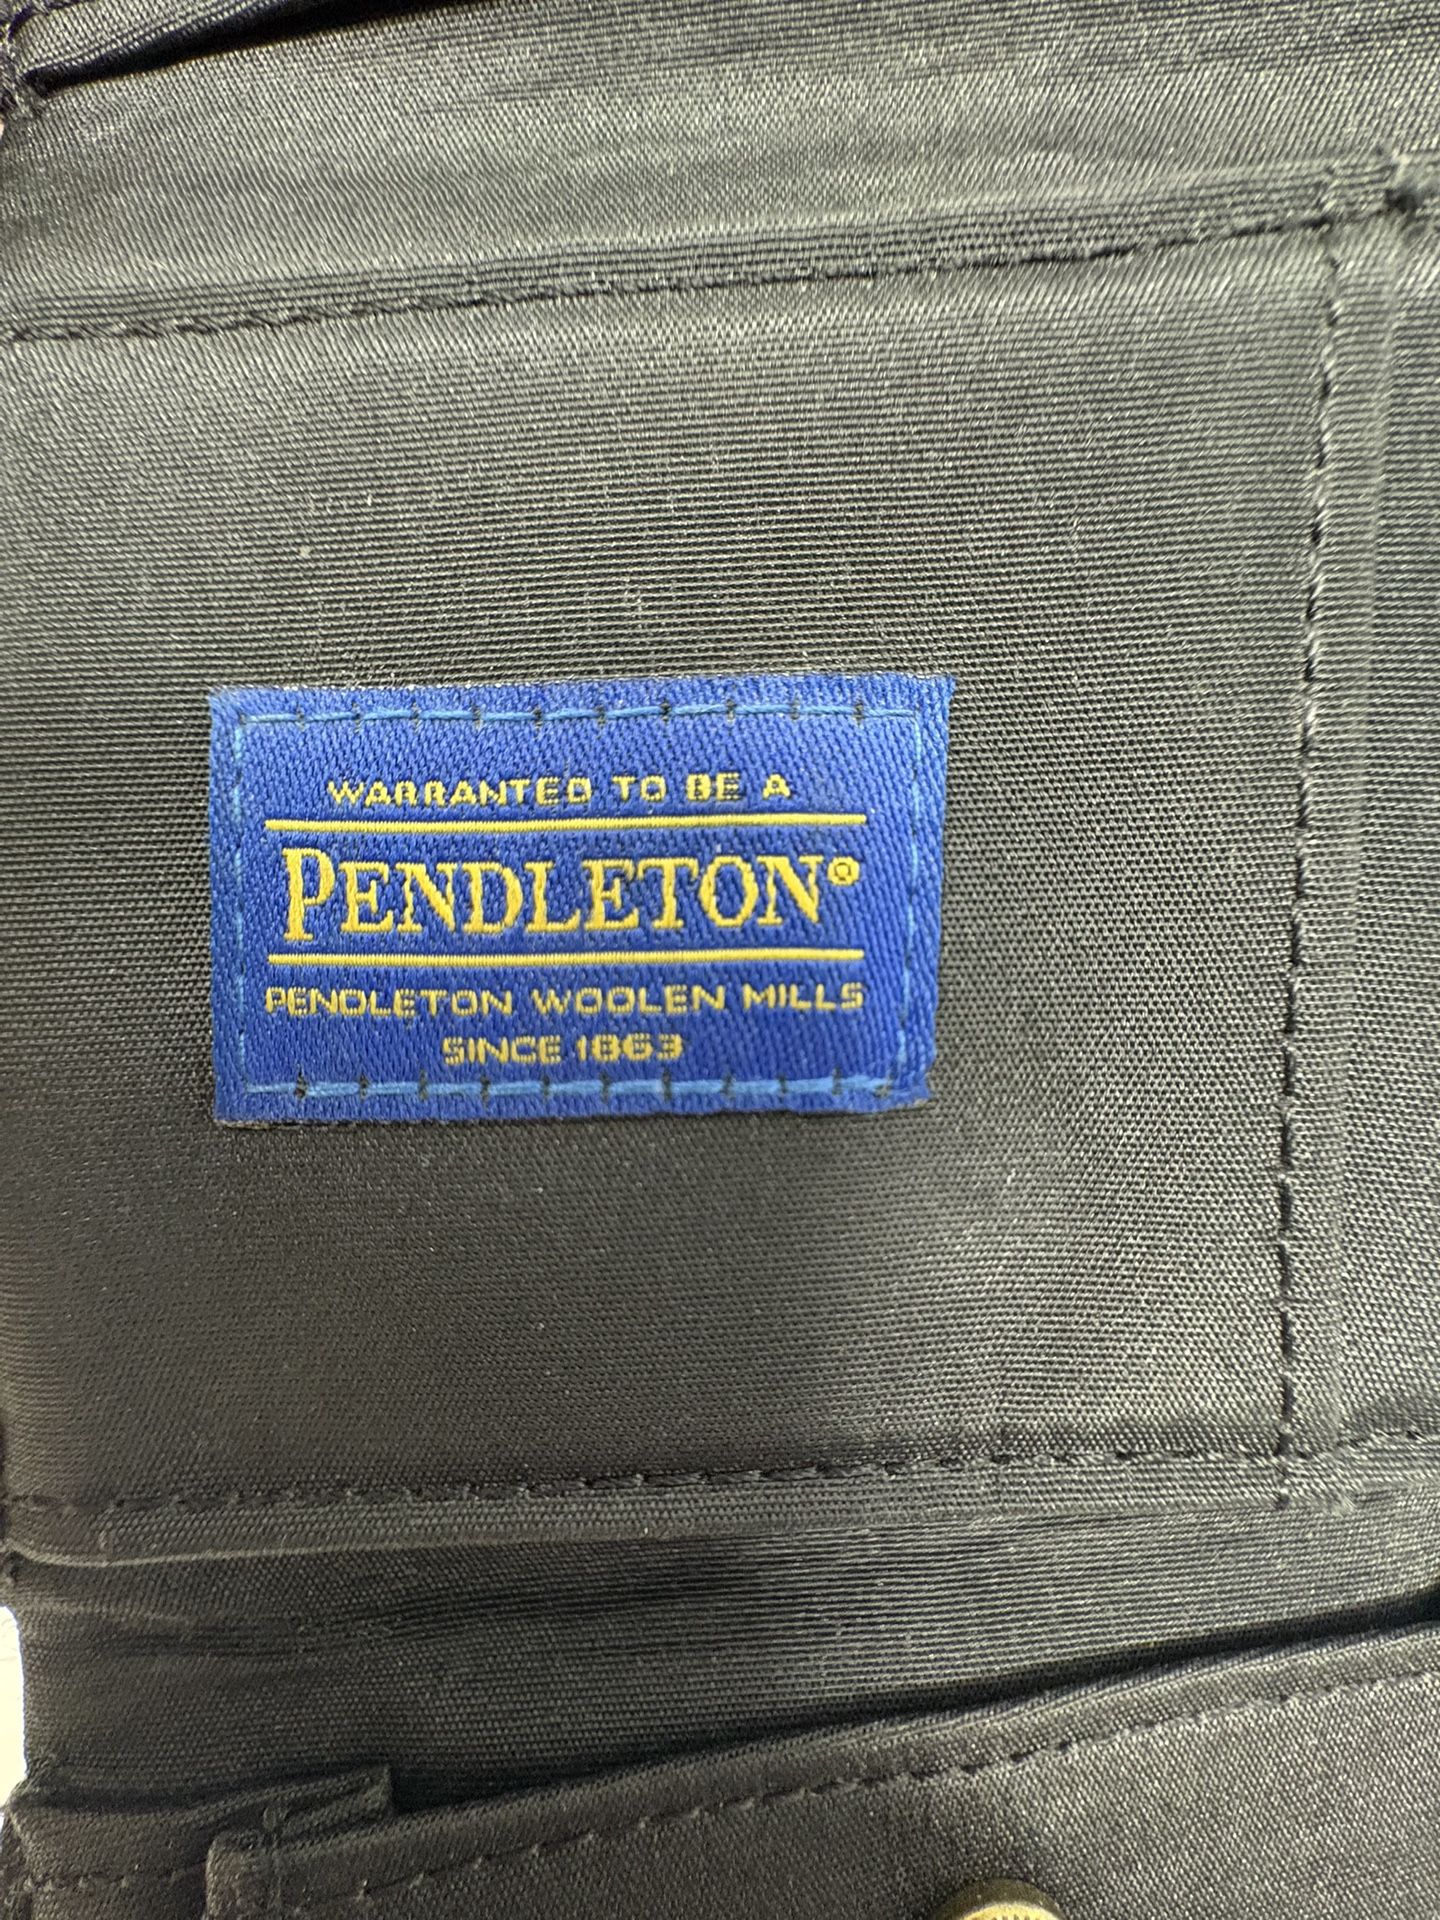 WARRANTED TO BE A
PENDLETON®
PENDLETON WOOLEN MILLS
SINCE 1863